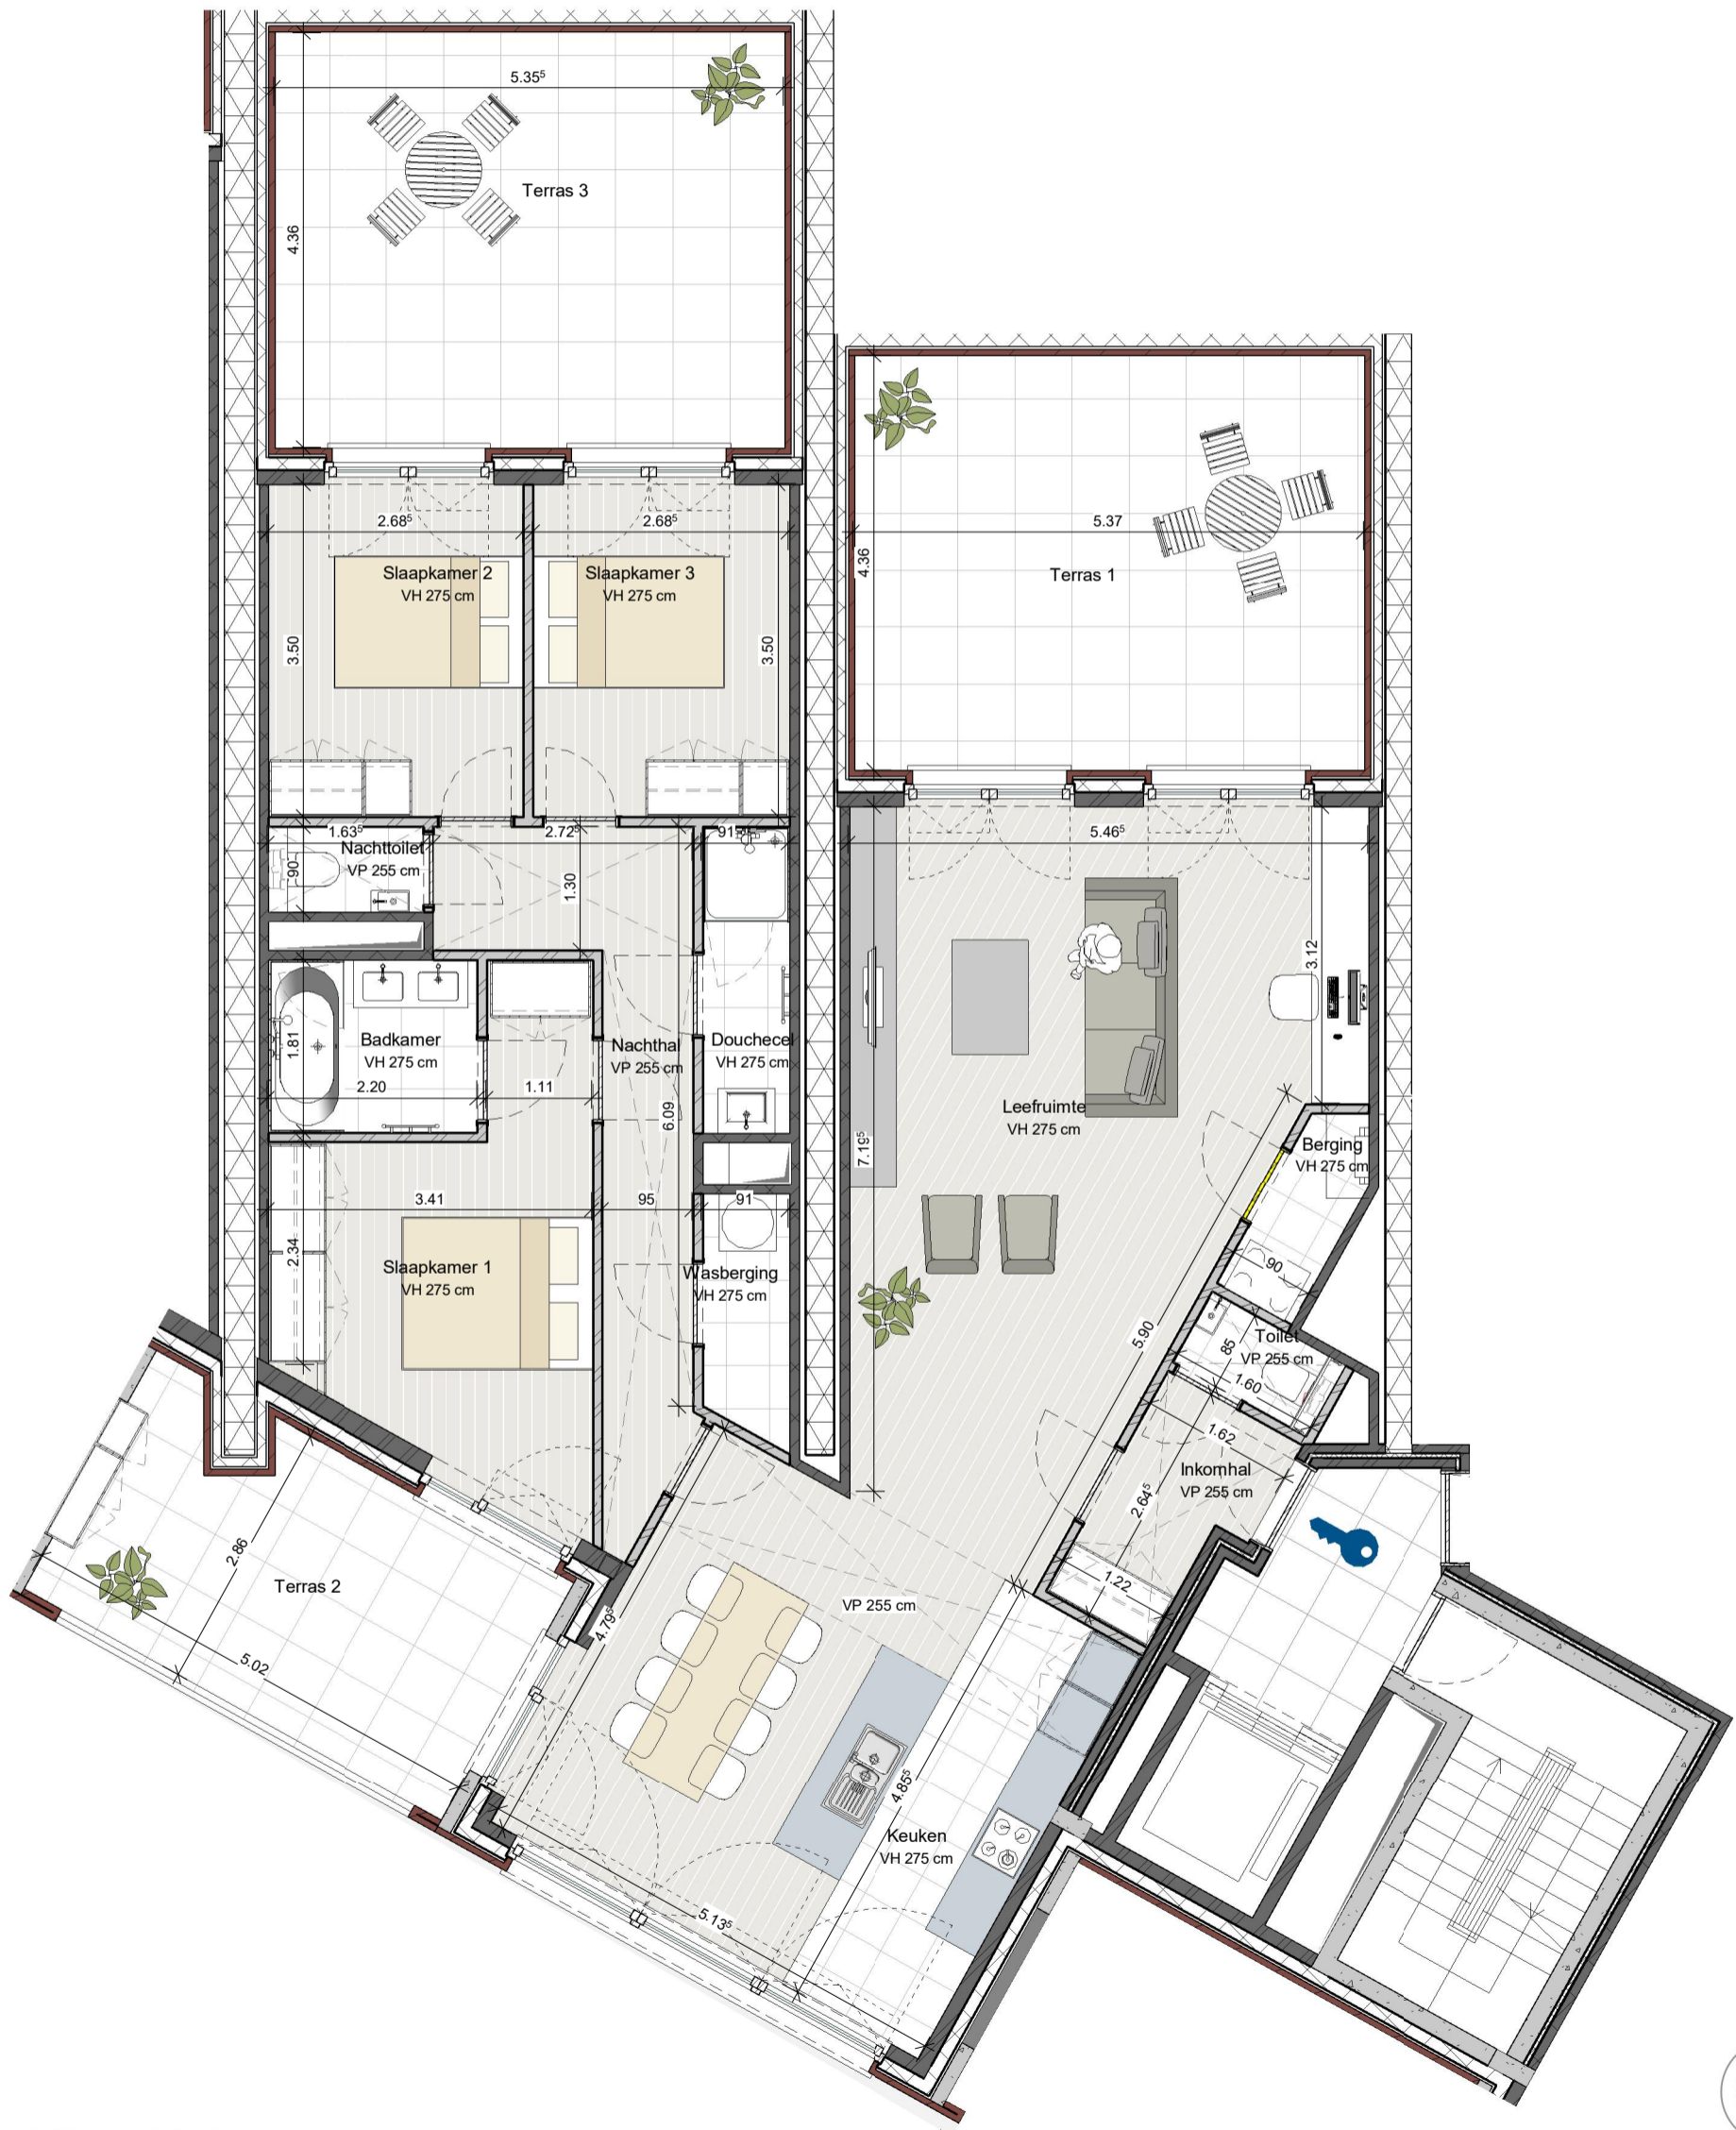 5.35⁵
Terras 3
4.36
2.68⁵
2.68⁵
Slaapkamer 2
VH 275 cm
Slaapkamer 3
VH 275 cm
3.50
3.50
5.37
4.36
Terras 1
1.63⁵
2.72⁵
91⁵
Nachttoilet
VP 255 cm
90
1.30
5.46⁵
3.12
Badkamer
VH 275 cm
1.81
2.20
1.11
Nachthal
VP 255 cm
Douchecel
VH 275 cm
6.09
Leefruimte
VH 275 cm
7.19⁵
Berging
VH 275 cm
3.41
95
91
2.34
Slaapkamer 1
VH 275 cm
Wasberging
VH 275 cm
90
5.90
85
Toilet
VP 255 cm
1.60
1.62
Inkomhal
VP 255 cm
2.64⁵
1.22
2.86
Terras 2
5.02
4.79⁵
VP 255 cm
4.85⁵
Keuken
VH 275 cm
5.13⁵